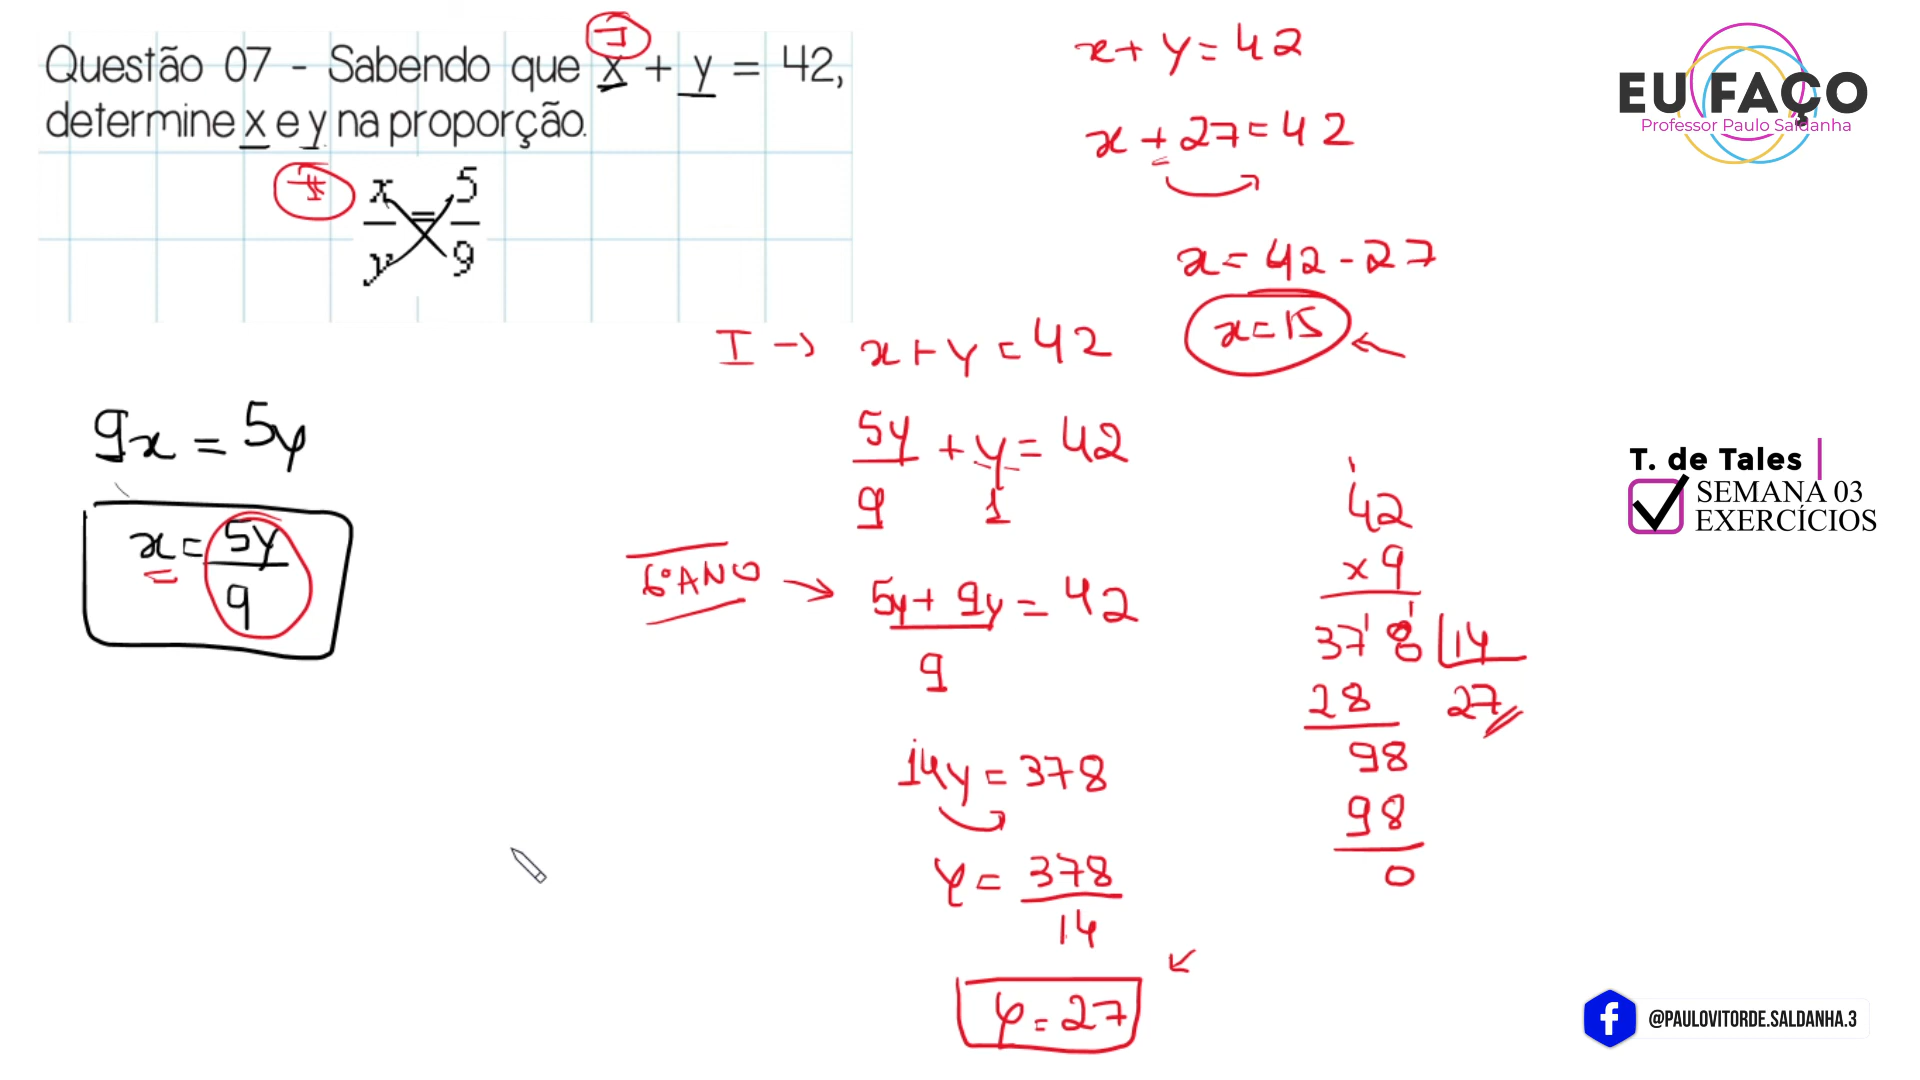 Questão 07 - Sabendo que x + y = 42,
determine x e y na proporção.
I
II
x/y = 5/9
9x = 5y
x = 5y/9
I → x + y = 42
5y/9 + y/1 = 42
6º ANO → 5y + 9y/9 = 42
14y = 378
y = 378/14
y = 27
x + y = 42
x + 27 = 42
x = 42 - 27
x = 15
1
42
x 9
378 | 14
28 27
98
98
0
EU FAÇO
Professor Paulo Saldanha
T. de Tales |
SEMANA 03
EXERCÍCIOS
f @PAULOVITORDE.SALDANHA.3